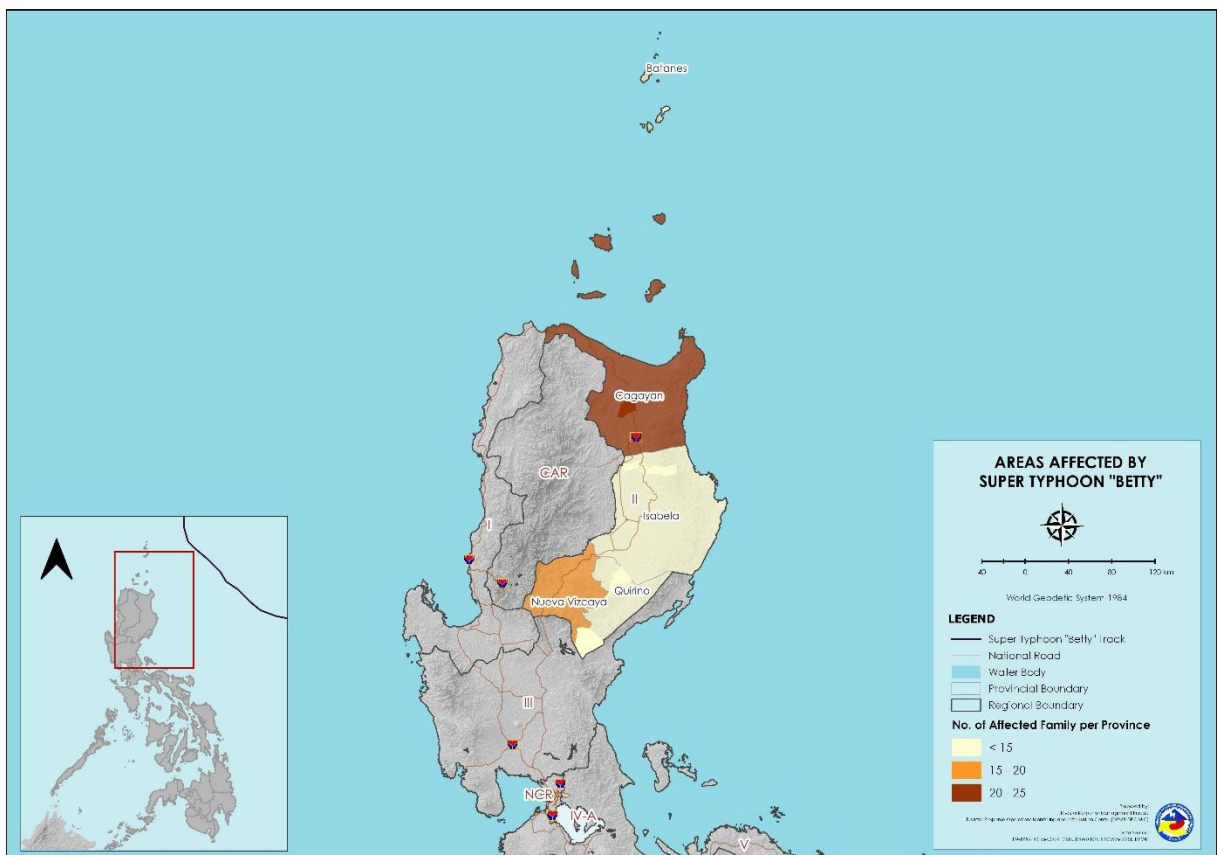 Batanes
Cagayan
CAR
II
Isabela
I
Quirino
Nueva Vizcaya
III
NCR
IV-A
V
AREAS AFFECTED BY
SUPER TYPHOON "BETTY"
40 0 40 80 120 km
World Geodetic System 1984
LEGEND
Super Typhoon "Betty" Track
National Road
Water Body
Provincial Boundary
Regional Boundary
No. of Affected Family per Province
< 15
15 - 20
20 - 25
Prepared by: